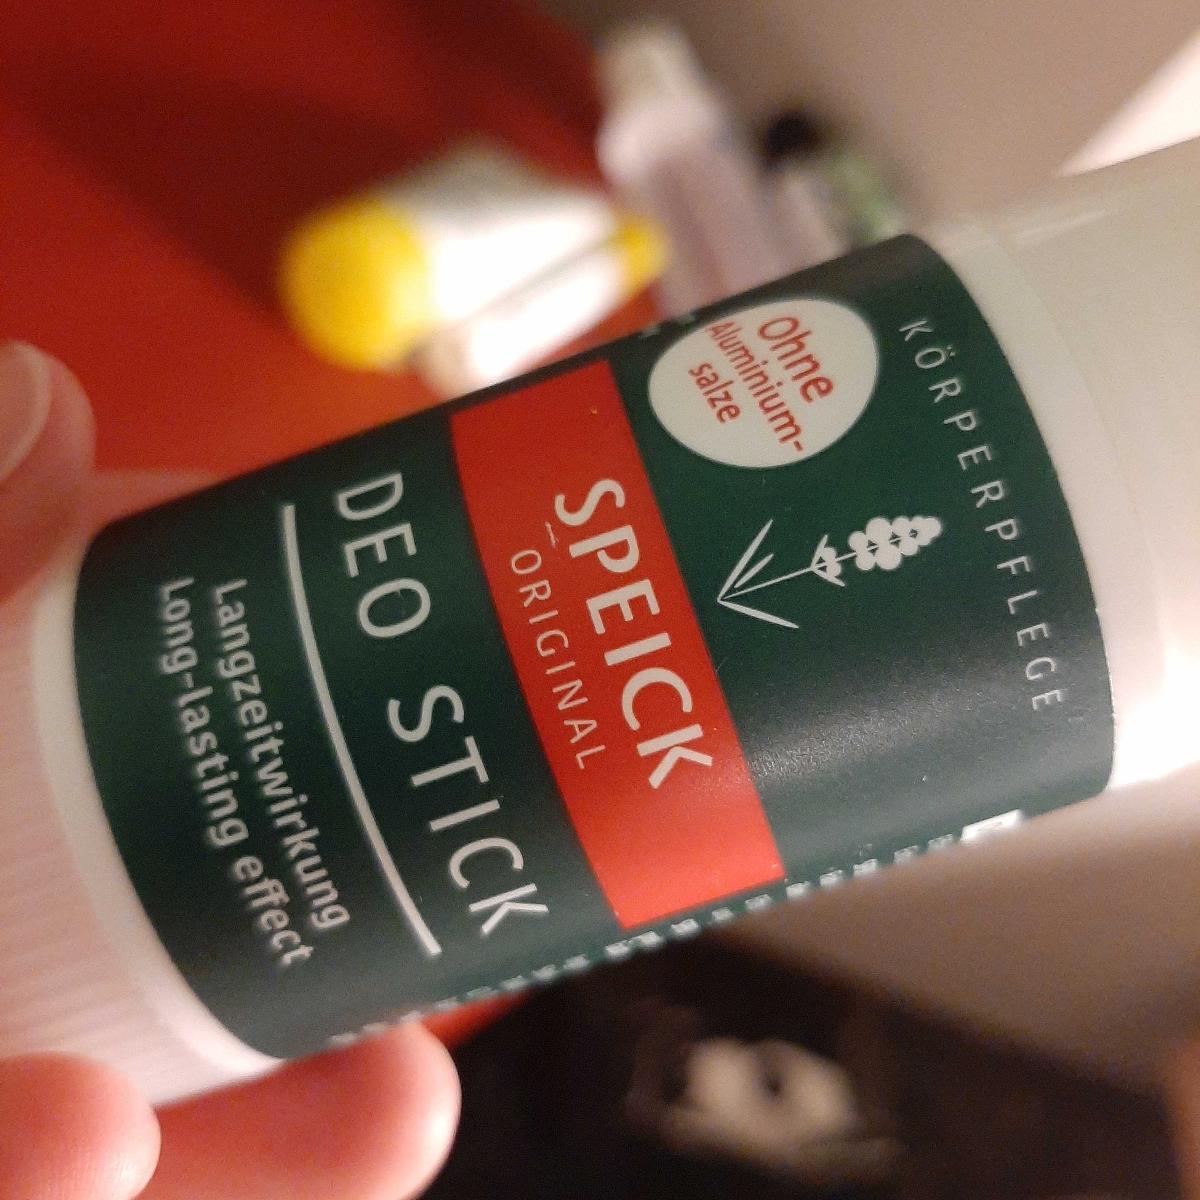 KÖRPERPFLEGE
Ohne
Aluminium-
salze
SPEICK
ORIGINAL
DEO STICK
Langzeitwirkung
Long-lasting effect